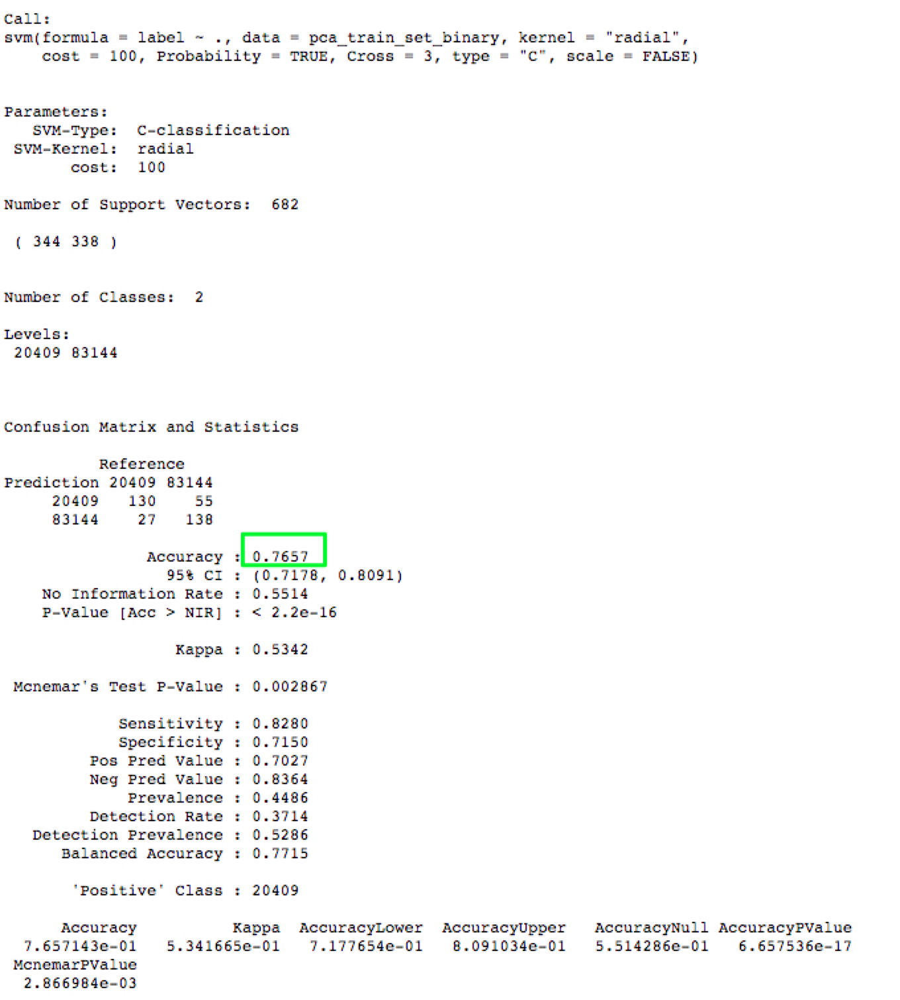 Call:
svm(formula = label ~ ., data = pca_train_set_binary, kernel = "radial",
    cost = 100, Probability = TRUE, Cross = 3, type = "C", scale = FALSE)
Parameters:
   SVM-Type:  C-classification
 SVM-Kernel:  radial
       cost:  100
Number of Support Vectors:  682
 ( 344 338 )
Number of Classes:  2
Levels:
 20409 83144
Confusion Matrix and Statistics
          Reference
Prediction 20409 83144
     20409   130    55
     83144    27   138
               Accuracy : 0.7657
                 95% CI : (0.7178, 0.8091)
    No Information Rate : 0.5514
    P-Value [Acc > NIR] : < 2.2e-16
                  Kappa : 0.5342
 Mcnemar's Test P-Value : 0.002867
            Sensitivity : 0.8280
            Specificity : 0.7150
         Pos Pred Value : 0.7027
         Neg Pred Value : 0.8364
             Prevalence : 0.4486
         Detection Rate : 0.3714
   Detection Prevalence : 0.5286
      Balanced Accuracy : 0.7715
       'Positive' Class : 20409
      Accuracy          Kappa  AccuracyLower  AccuracyUpper   AccuracyNull AccuracyPValue
  7.657143e-01   5.341665e-01   7.177654e-01   8.091034e-01   5.514286e-01   6.657536e-17
 McnemarPValue
  2.866984e-03